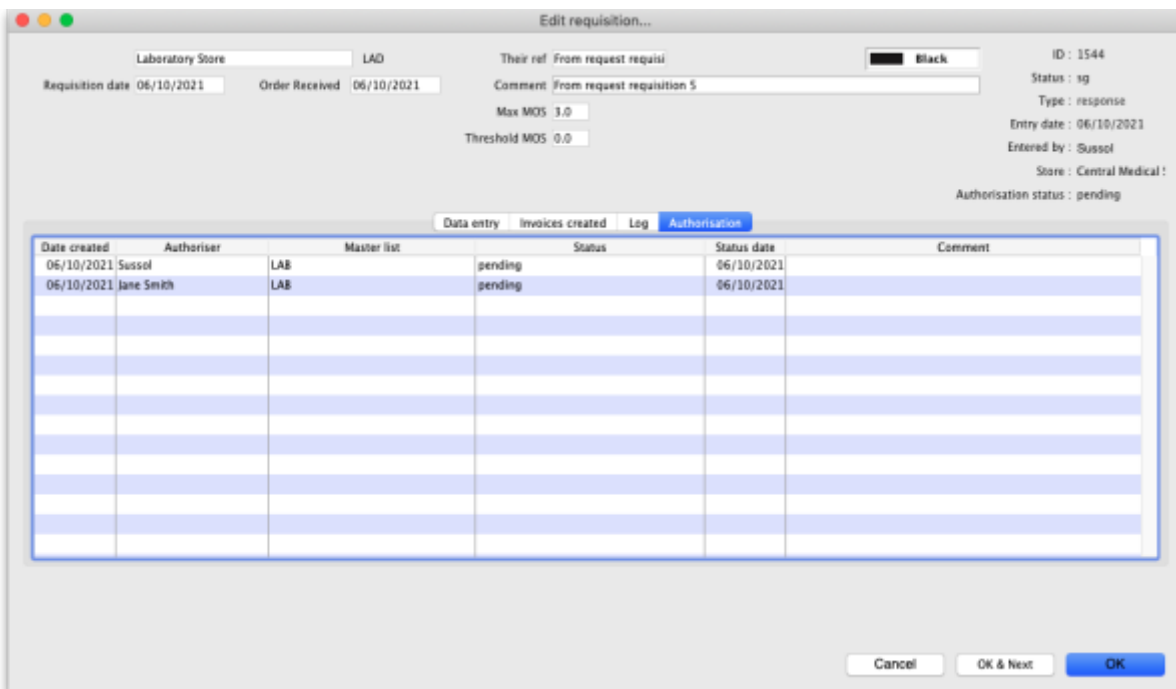 Edit requisition...
Laboratory Store LAD Their ref From request requisi Black ID : 1544
Requisition date 06/10/2021 Order Received 06/10/2021 Comment From request requisition 5 Status : sg
Max MOS 3.0 Type : response
Threshold MOS 0.0 Entry date : 06/10/2021
Entered by : Sussol
Store : Central Medical S
Authorisation status : pending
Data entry Invoices created Log Authorisation
Date created Authoriser Master list Status Status date Comment
06/10/2021 Sussol LAB pending 06/10/2021
06/10/2021 Jane Smith LAB pending 06/10/2021
Cancel OK & Next OK